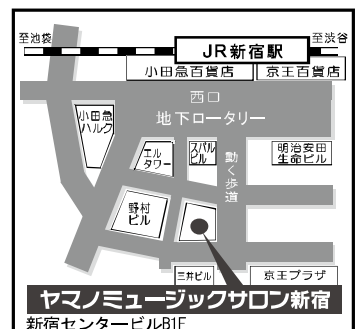 至池袋
至渋谷
JR新宿駅
小田急百貨店
京王百貨店
西口
地下ロータリー
小田急
ハルク
エル
タワー
スバル
ビル
動く歩道
明治安田
生命ビル
野村
ビル
三井ビル
京王プラザ
ヤマノミュージックサロン新宿
新宿センタービルB1F